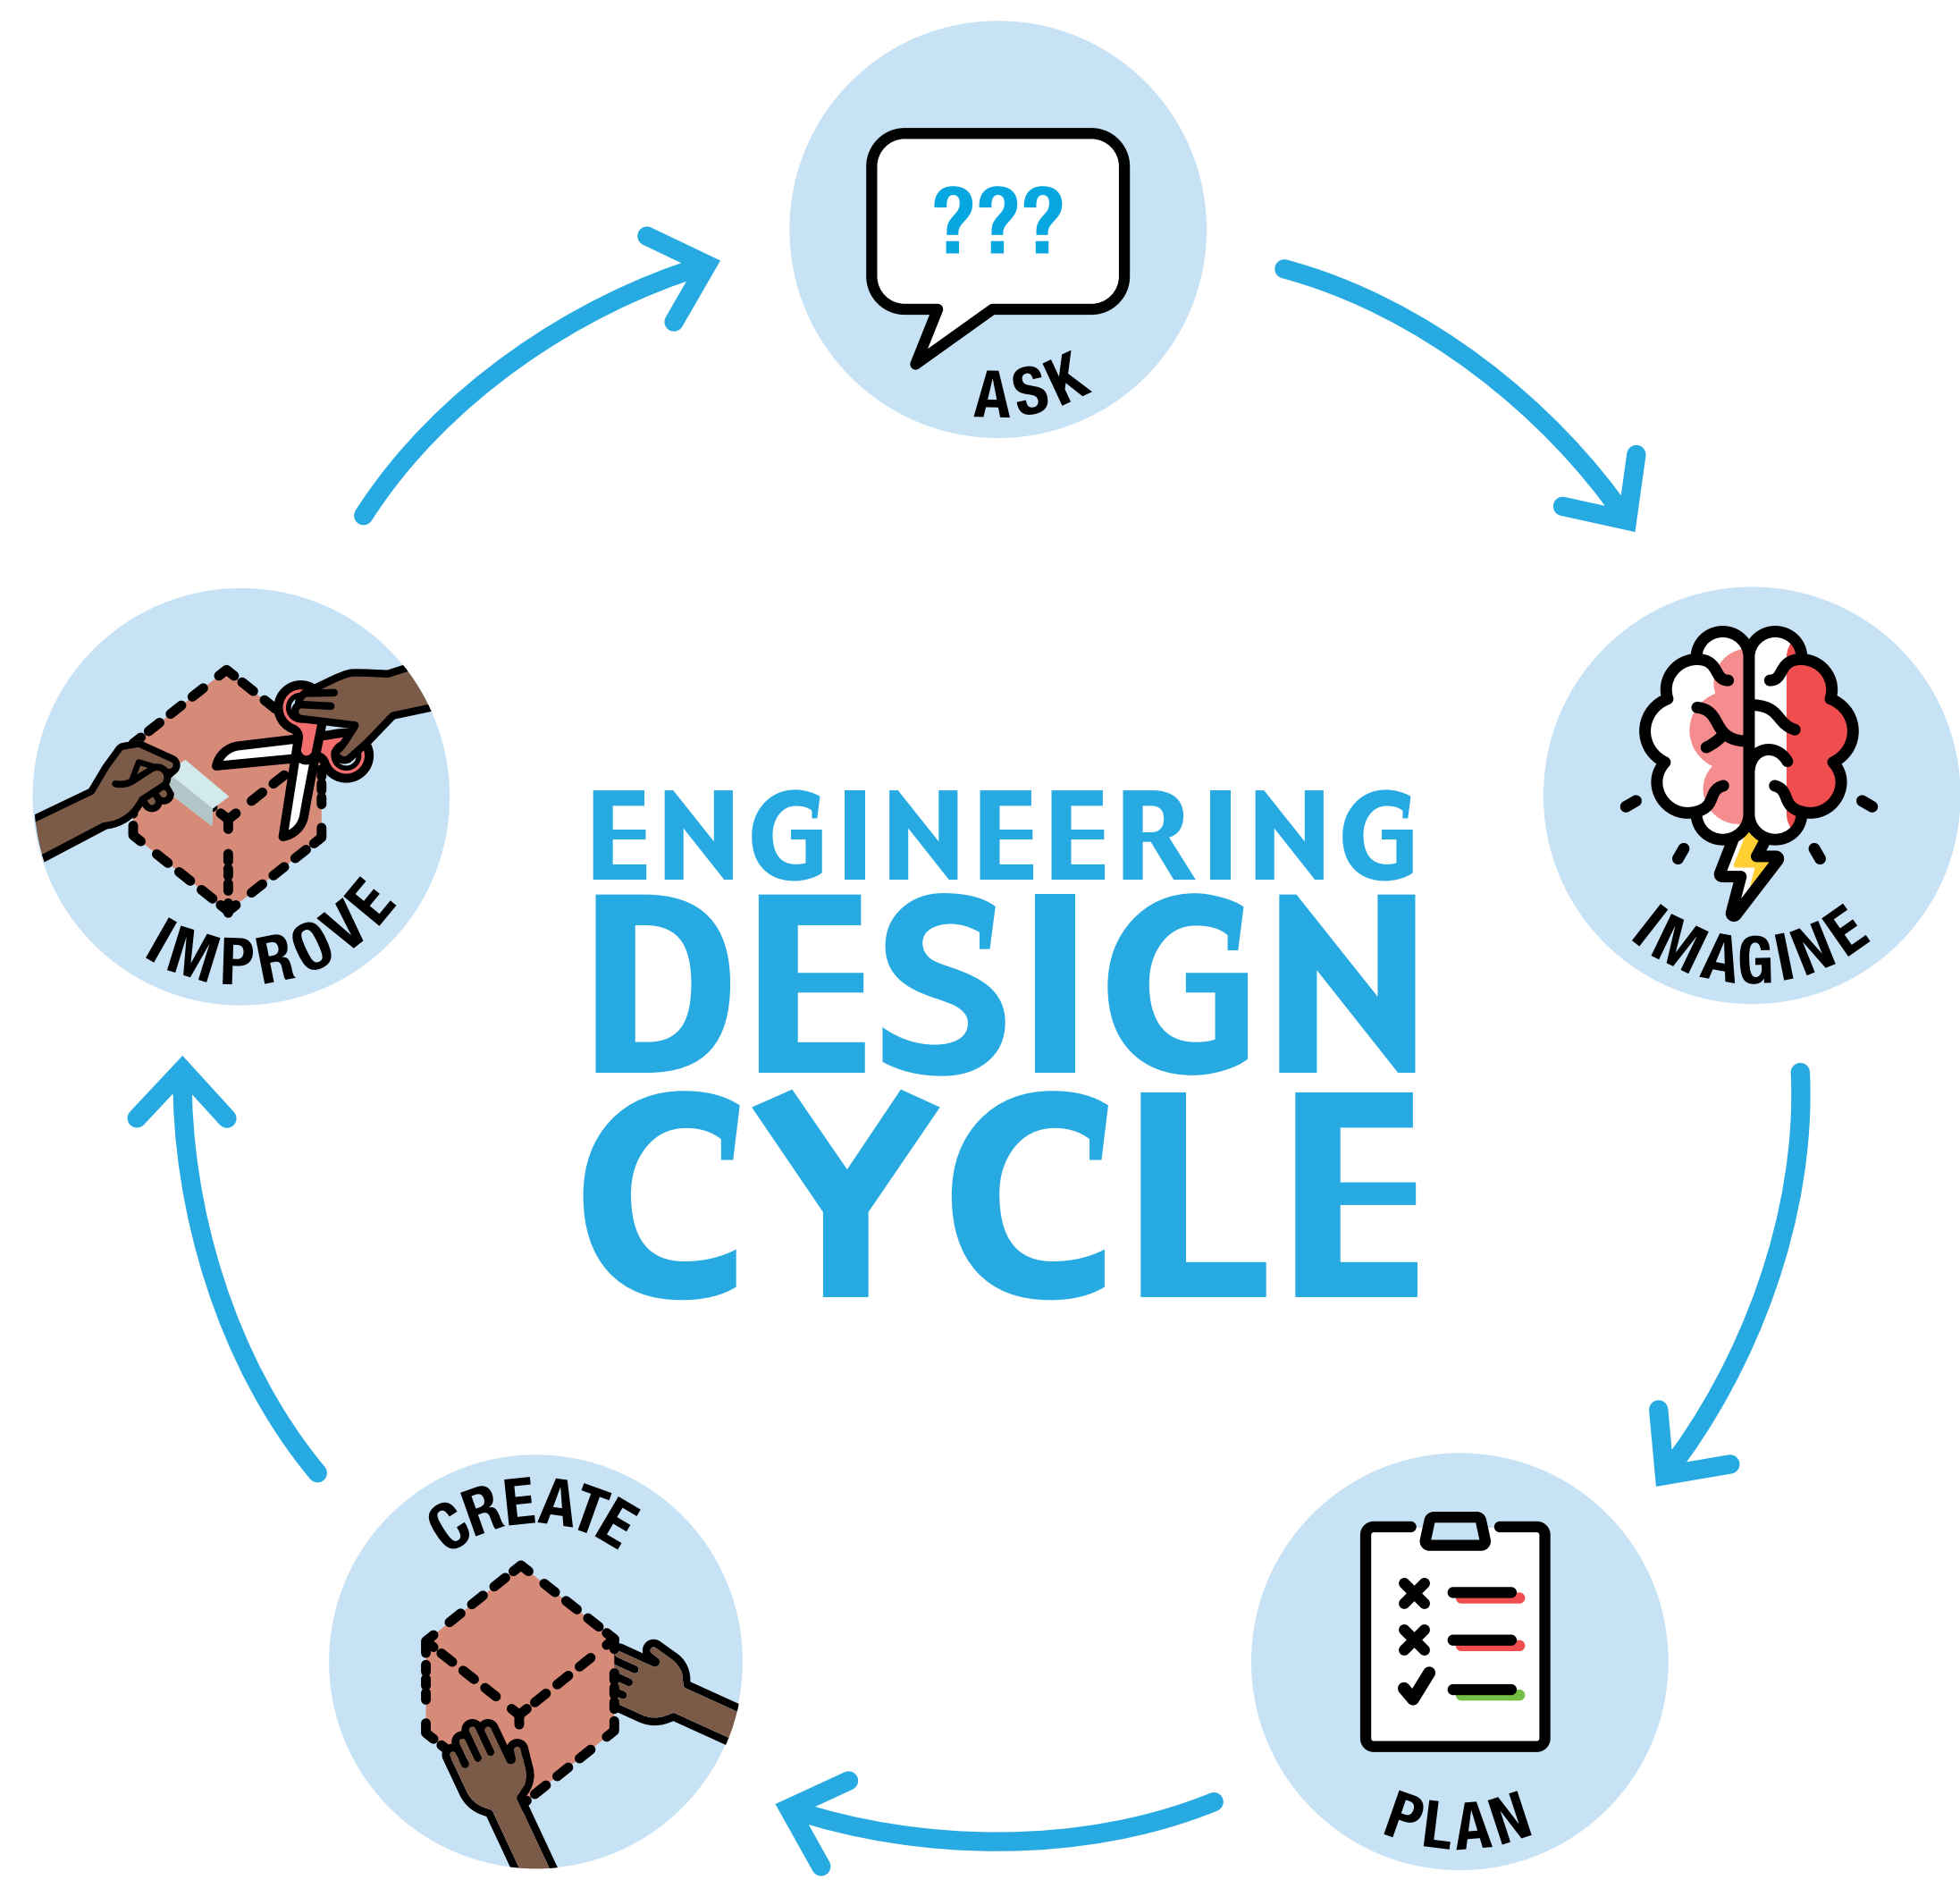 ???
ASK
IMAGINE
PLAN
CREATE
IMPROVE
ENGINEERING
DESIGN
CYCLE